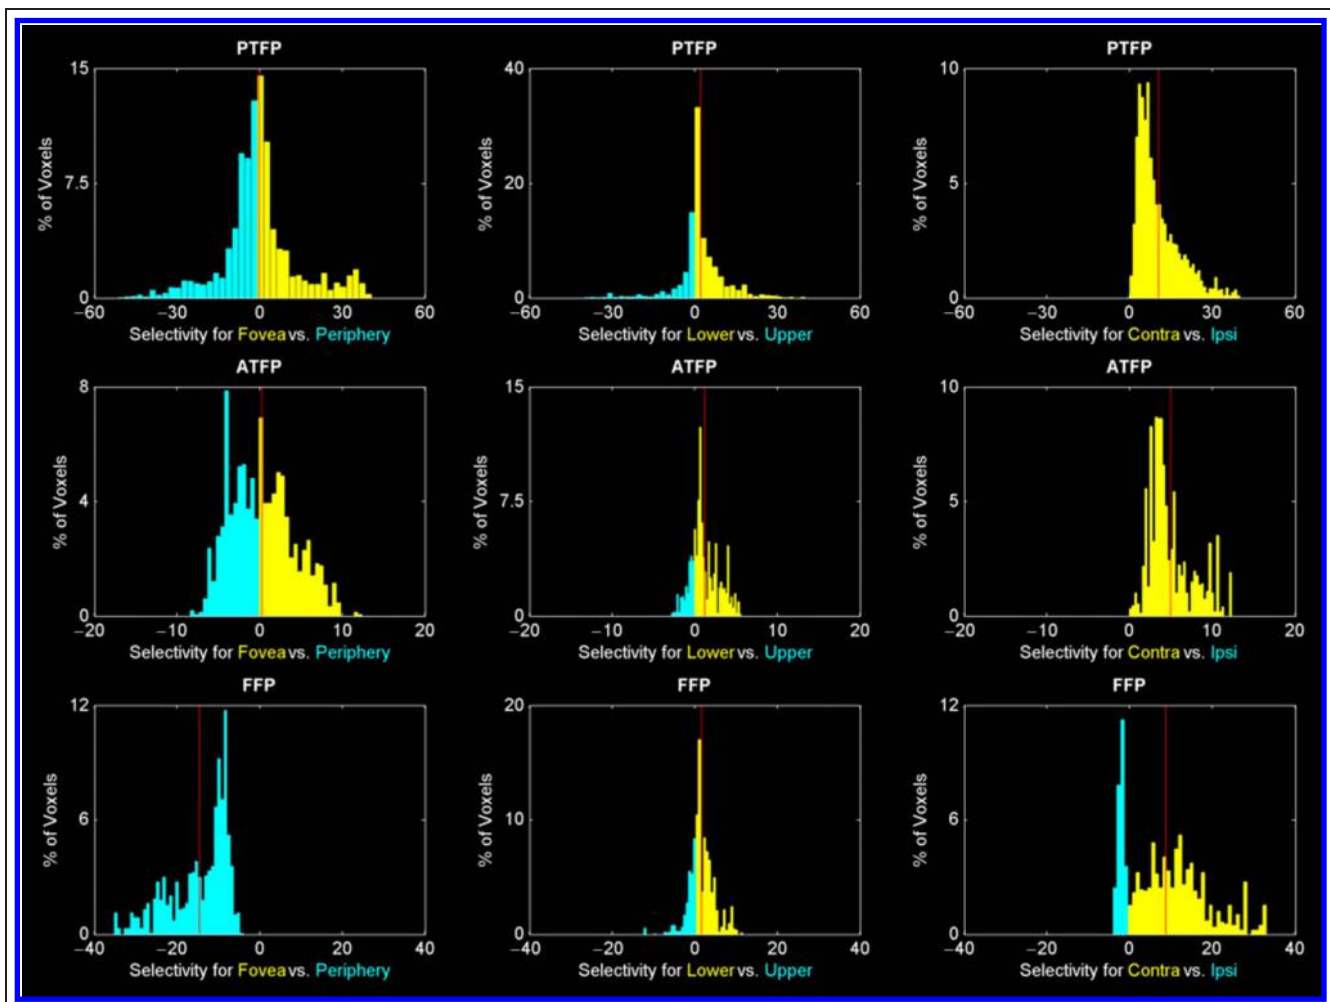 PTFP
PTFP
PTFP
% of Voxels
15
7.5
0
−60
−30
0
30
60
Selectivity for Fovea vs. Periphery
% of Voxels
40
20
0
−60
−30
0
30
60
Selectivity for Lower vs. Upper
% of Voxels
10
5
0
−60
−30
0
30
60
Selectivity for Contra vs. Ipsi
ATFP
ATFP
ATFP
% of Voxels
8
4
0
−20
−10
0
10
20
Selectivity for Fovea vs. Periphery
% of Voxels
15
7.5
0
−20
−10
0
10
20
Selectivity for Lower vs. Upper
% of Voxels
10
5
0
−20
−10
0
10
20
Selectivity for Contra vs. Ipsi
FFP
FFP
FFP
% of Voxels
12
6
0
−40
−20
0
20
40
Selectivity for Fovea vs. Periphery
% of Voxels
20
10
0
−40
−20
0
20
40
Selectivity for Lower vs. Upper
% of Voxels
12
6
0
−40
−20
0
20
40
Selectivity for Contra vs. Ipsi